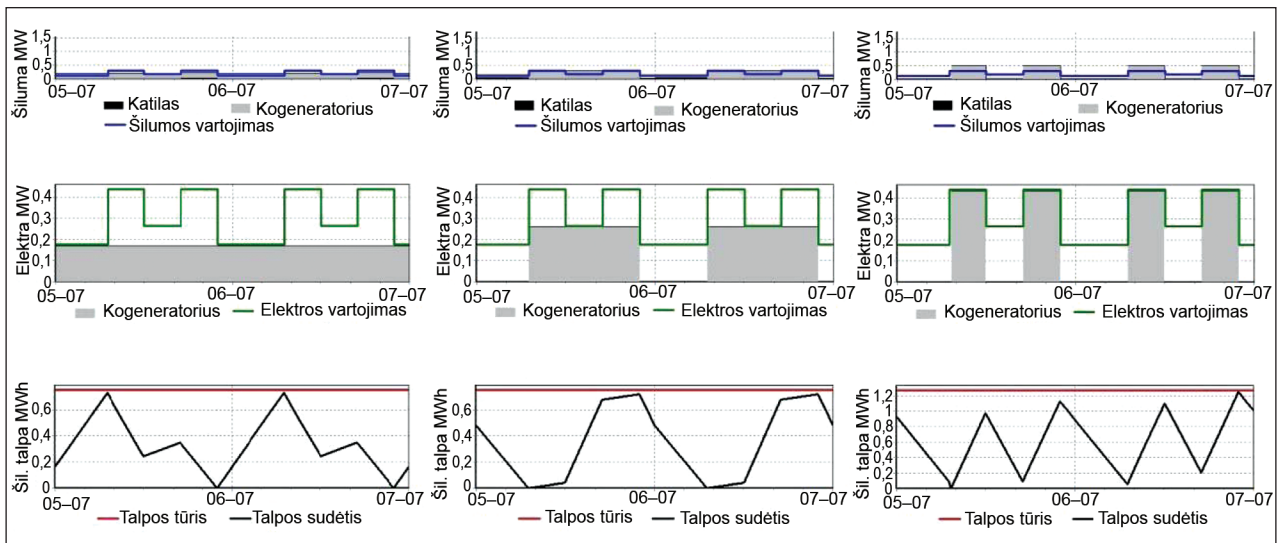 Šiluma MW
1,5
1
0,5
0
05–07
06–07
07–07
Katilas
Kogeneratorius
Šilumos vartojimas
Šiluma MW
1,5
1
0,5
0
05–07
06–07
07–07
Katilas
Kogeneratorius
Šilumos vartojimas
Šiluma MW
1,5
1
0,5
0
05–07
06–07
07–07
Katilas
Kogeneratorius
Šilumos vartojimas
Elektra MW
0,4
0,3
0,2
0,1
0
05–07
06–07
07–07
Kogeneratorius
Elektros vartojimas
Elektra MW
0,4
0,3
0,2
0,1
0
05–07
06–07
07–07
Kogeneratorius
Elektros vartojimas
Elektra MW
0,4
0,3
0,2
0,1
0
05–07
06–07
07–07
Kogeneratorius
Elektros vartojimas
Šil. talpa MWh
0,6
0,4
0,2
0
05–07
06–07
07–07
Talpos tūris
Talpos sudėtis
Šil. talpa MWh
0,6
0,4
0,2
0
05–07
06–07
07–07
Talpos tūris
Talpos sudėtis
Šil. talpa MWh
1,2
1
0,8
0,6
0,4
0,2
0
05–07
06–07
07–07
Talpos tūris
Talpos sudėtis